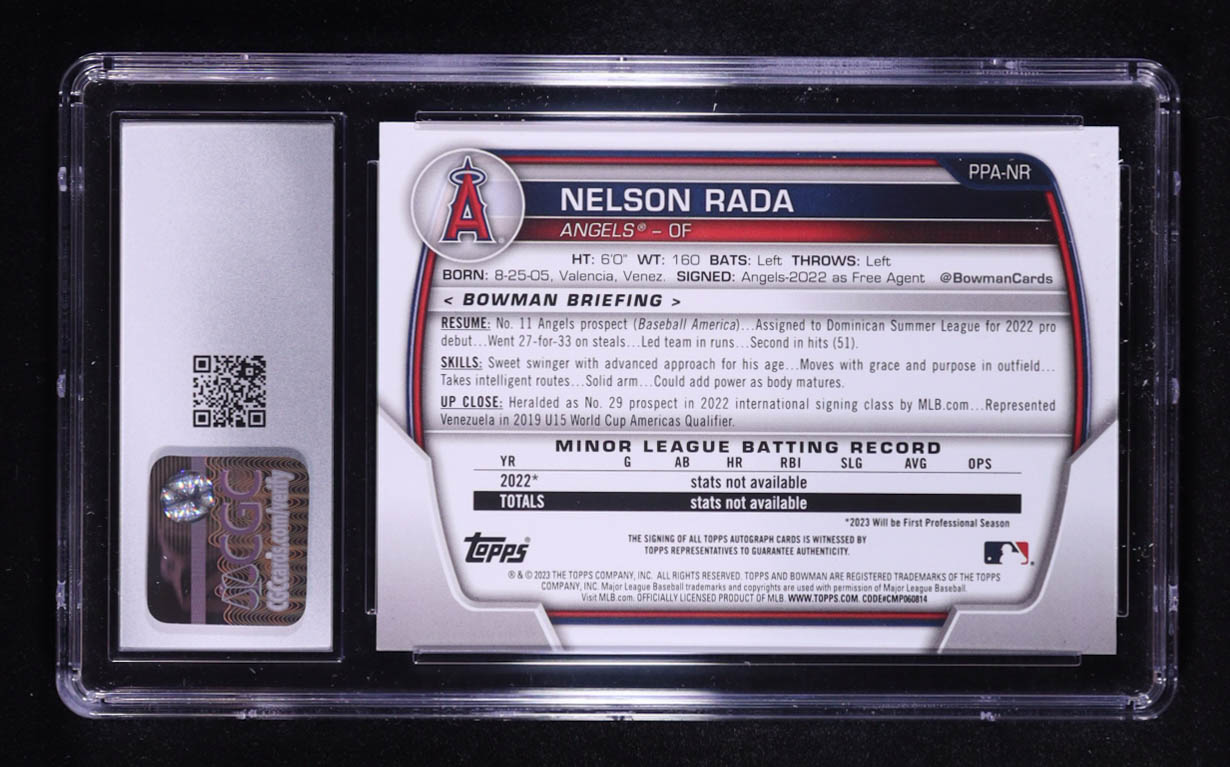 PPA-NR
NELSON RADA
ANGELS® – OF
HT: 6'0" WT: 160 BATS: Left THROWS: Left
BORN: 8-25-05, Valencia, Venez. SIGNED: Angels-2022 as Free Agent @BowmanCards
< BOWMAN BRIEFING >
RESUME: No. 11 Angels prospect (Baseball America)...Assigned to Dominican Summer League for 2022 pro
debut...Went 27-for-33 on steals...Led team in runs...Second in hits (51).
SKILLS: Sweet swinger with advanced approach for his age...Moves with grace and purpose in outfield...
Takes intelligent routes...Solid arm...Could add power as body matures.
UP CLOSE: Heralded as No. 29 prospect in 2022 international signing class by MLB.com...Represented
Venezuela in 2019 U15 World Cup Americas Qualifier.
MINOR LEAGUE BATTING RECORD
YR G AB HR RBI SLG AVG OPS
2022* stats not available
TOTALS stats not available
*2023 Will be First Professional Season
Topps®
THE SIGNING OF ALL TOPPS AUTOGRAPH CARDS IS WITNESSED BY
TOPPS REPRESENTATIVES TO GUARANTEE AUTHENTICITY.
® & © 2023 THE TOPPS COMPANY, INC. ALL RIGHTS RESERVED. TOPPS AND BOWMAN ARE REGISTERED TRADEMARKS OF THE TOPPS
COMPANY, INC. Major League Baseball trademarks and copyrights are used with permission of Major League Baseball.
Visit MLB.com. OFFICIALLY LICENSED PRODUCT OF MLB. WWW.TOPPS.COM. CODE#CMP060814
A
CGC
CGCcards.com/verify